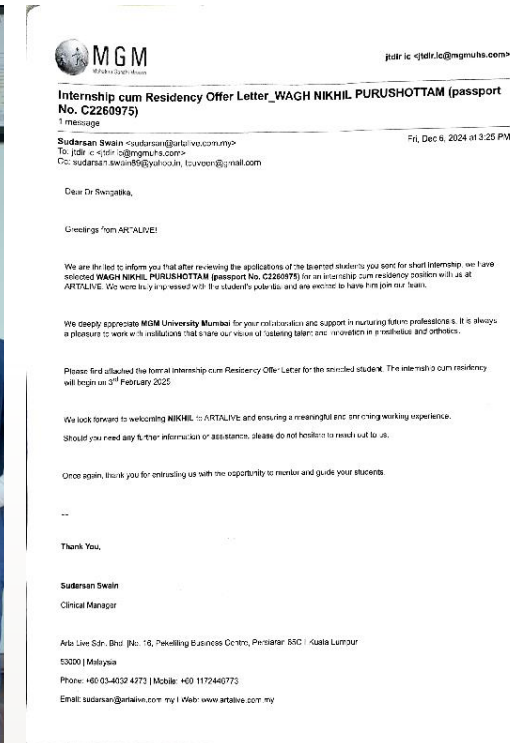 MGM
jtdir ic <jtdir.ic@mgmuhs.com>
Internship cum Residency Offer Letter_WAGH NIKHIL PURUSHOTTAM (passport
No. C2260975)
1 message
Sudarsan Swain <sudarsan@artalive.com.my>
Fri, Dec 6, 2024 at 3:25 PM
To: jtdir ic <jtdir.ic@mgmuhs.com>
Cc: sudarsan.swain89@yahoo.in,
Dear Dr Swagatika,
Greetings from ARTALIVE!
We are thrilled to inform you that after reviewing the applications of the talented students you sent for short internship, we have
selected WAGH NIKHIL PURUSHOTTAM (passport No. C2260975) for an internship cum residency position with us at
ARTALIVE. We were truly impressed with the student's potential and are excited to have him join our team.
We deeply appreciate MGM University Mumbai for your collaboration and support in nurturing future professionals. It is always
a pleasure to work with institutions that share our vision of fostering talent and innovation in prosthetics and orthotics.
Please find attached the formal Internship cum Residency Offer Letter for the selected student. The internship cum residency
will begin on 3rd February 2025
We look forward to welcoming NIKHIL to ARTALIVE and ensuring a meaningful and enriching working experience.
Should you need any further information or assistance, please do not hesitate to reach out to us.
Once again, thank you for entrusting us with the opportunity to mentor and guide your students.
--
Thank You,
Sudarsan Swain
Clinical Manager
Arta Live Sdn. Bhd. |No. 16, Pekeliling Business Centre, Persiaran 65C | Kuala Lumpur
53000 | Malaysia
Phone: +60 03-4032 4273 | Mobile: +60 1172446773
Email: sudarsan@artalive.com.my | Web: www.artalive.com.my